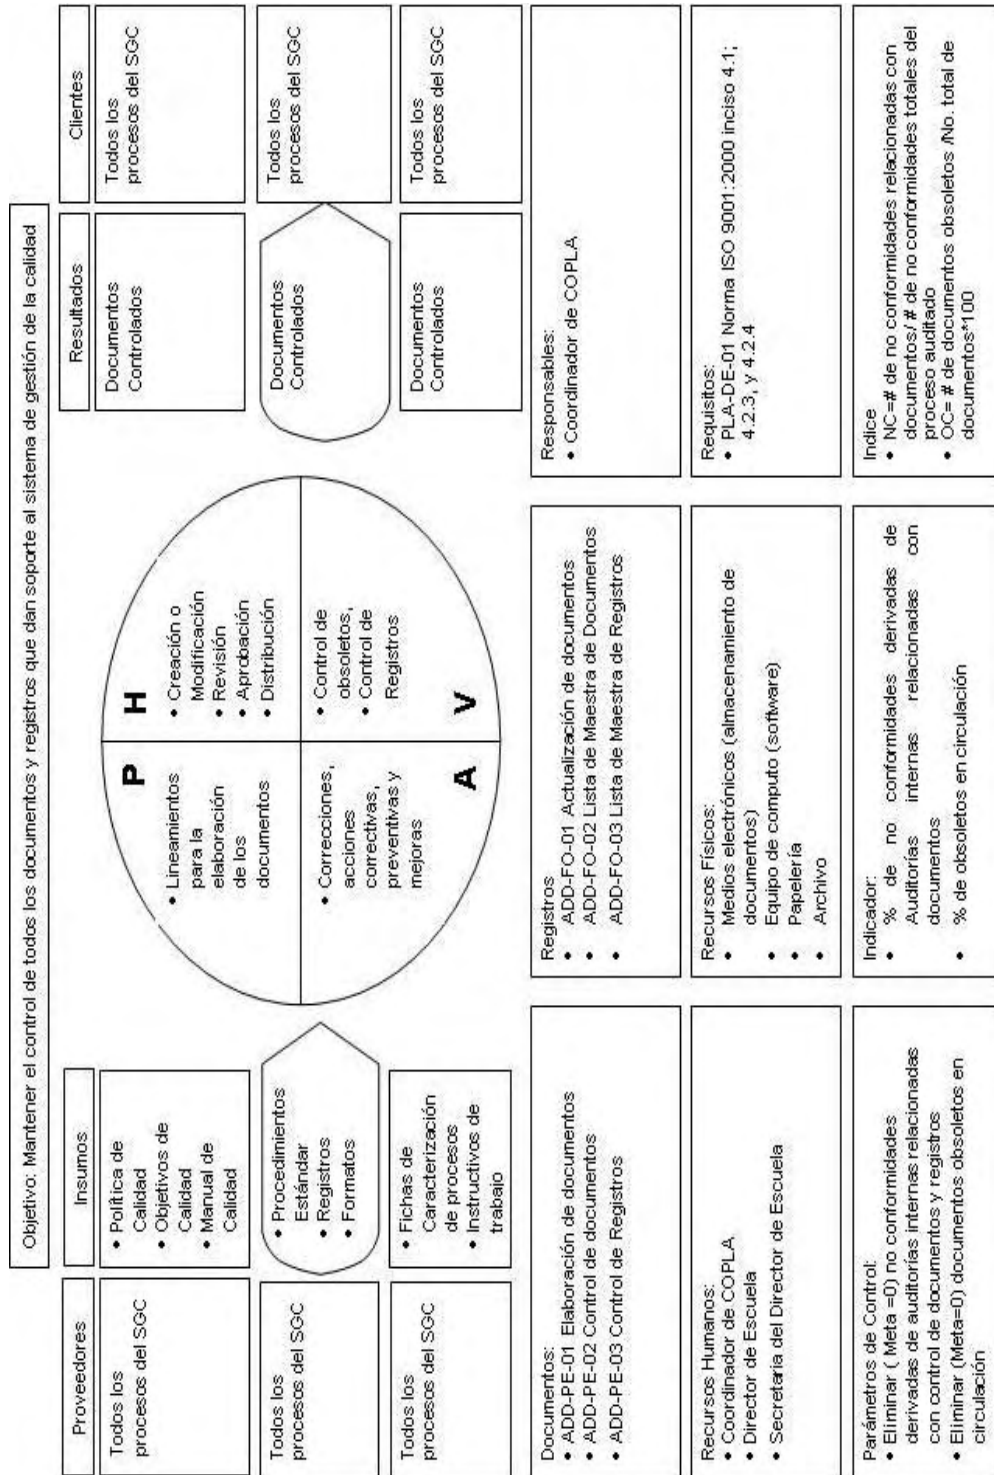 Objetivo: Mantener el control de todos los documentos y registros que dan soporte al sistema de gestión de la calidad
Proveedores
Insumos
Resultados
Clientes
Todos los
procesos del SGC
• Política de
Calidad
• Objetivos de
Calidad
• Manual de
Calidad
Documentos
Controlados
Todos los
procesos del SGC
Todos los
procesos del SGC
• Procedimientos
Estándar
• Registros
• Formatos
Documentos
Controlados
Todos los
procesos del SGC
Todos los
procesos del SGC
• Fichas de
Caracterización
de procesos
• Instructivos de
trabajo
Documentos
Controlados
Todos los
procesos del SGC
P
• Lineamientos
para la
elaboración
de los
documentos
H
• Creación o
Modificación
• Revisión
• Aprobación
• Distribución
• Correcciones,
acciones
correctivas,
preventivas y
mejoras
A
• Control de
obsoletos,
• Control de
Registros
V
Documentos:
• ADD-PE-01 Elaboración de documentos
• ADD-PE-02 Control de documentos
• ADD-PE-03 Control de Registros
Registros
• ADD-FO-01 Actualización de documentos
• ADD-FO-02 Lista de Maestra de Documentos
• ADD-FO-03 Lista de Maestra de Registros
Responsables:
• Coordinador de COPLA
Recursos Humanos:
• Coordinador de COPLA
• Director de Escuela
• Secretaria del Director de Escuela
Recursos Físicos:
• Medios electrónicos (almacenamiento de
documentos)
• Equipo de computo (software)
• Papelería
• Archivo
Requisitos:
• PLA-DE-01 Norma ISO 9001:2000 inciso 4.1;
4.2.3, y 4.2.4
Parámetros de Control:
• Eliminar ( Meta =0) no conformidades
derivadas de auditorías internas relacionadas
con control de documentos y registros
• Eliminar (Meta=0) documentos obsoletos en
circulación
Indicador:
• % de no conformidades derivadas de
Auditorías internas relacionadas con
documentos
• % de obsoletos en circulación
Indice
• NC=# de no conformidades relacionadas con
documentos/ # de no conformidades totales del
proceso auditado
• OC= # de documentos obsoletos /No. total de
documentos*100